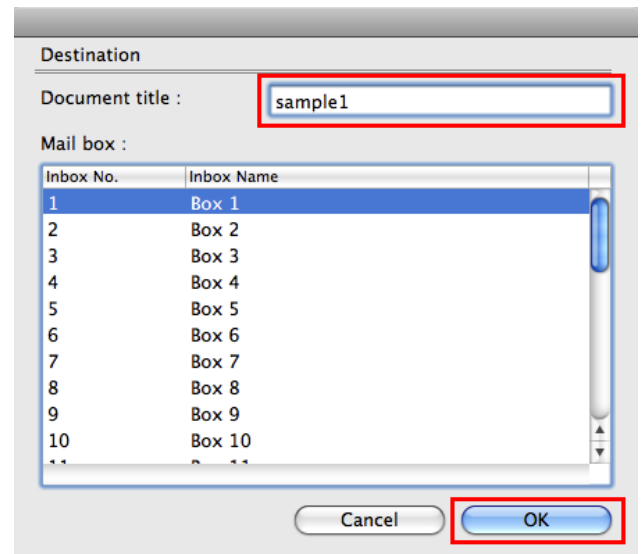 Destination
Document title :
sample1
Mail box :
Inbox No. Inbox Name
1 Box 1
2 Box 2
3 Box 3
4 Box 4
5 Box 5
6 Box 6
7 Box 7
8 Box 8
9 Box 9
10 Box 10
Cancel OK